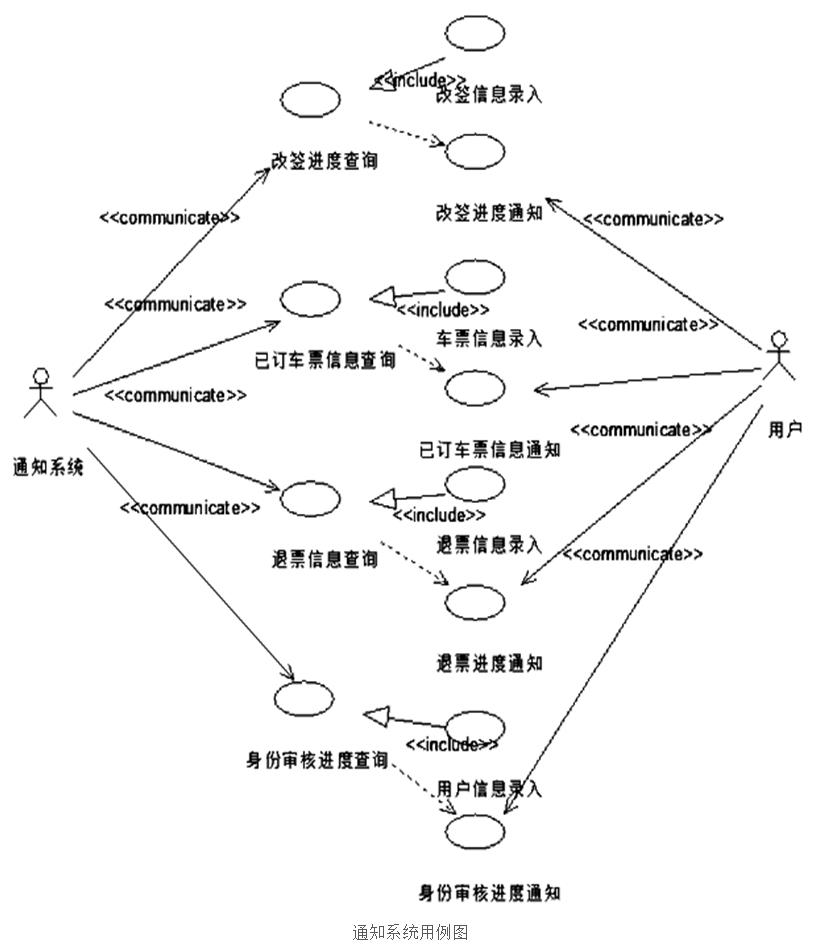 <<include>>
改签信息录入
改签进度查询
改签进度通知
<<communicate>>
<<communicate>>
<<communicate>>
<<include>>
车票信息录入
<<communicate>>
已订车票信息查询
<<communicate>>
用户
<<communicate>>
已订车票信息通知
通知系统
<<communicate>>
<<include>>
退票信息录入
退票信息查询
<<communicate>>
退票进度通知
<<include>>
身份审核进度查询
用户信息录入
身份审核进度通知
通知系统用例图